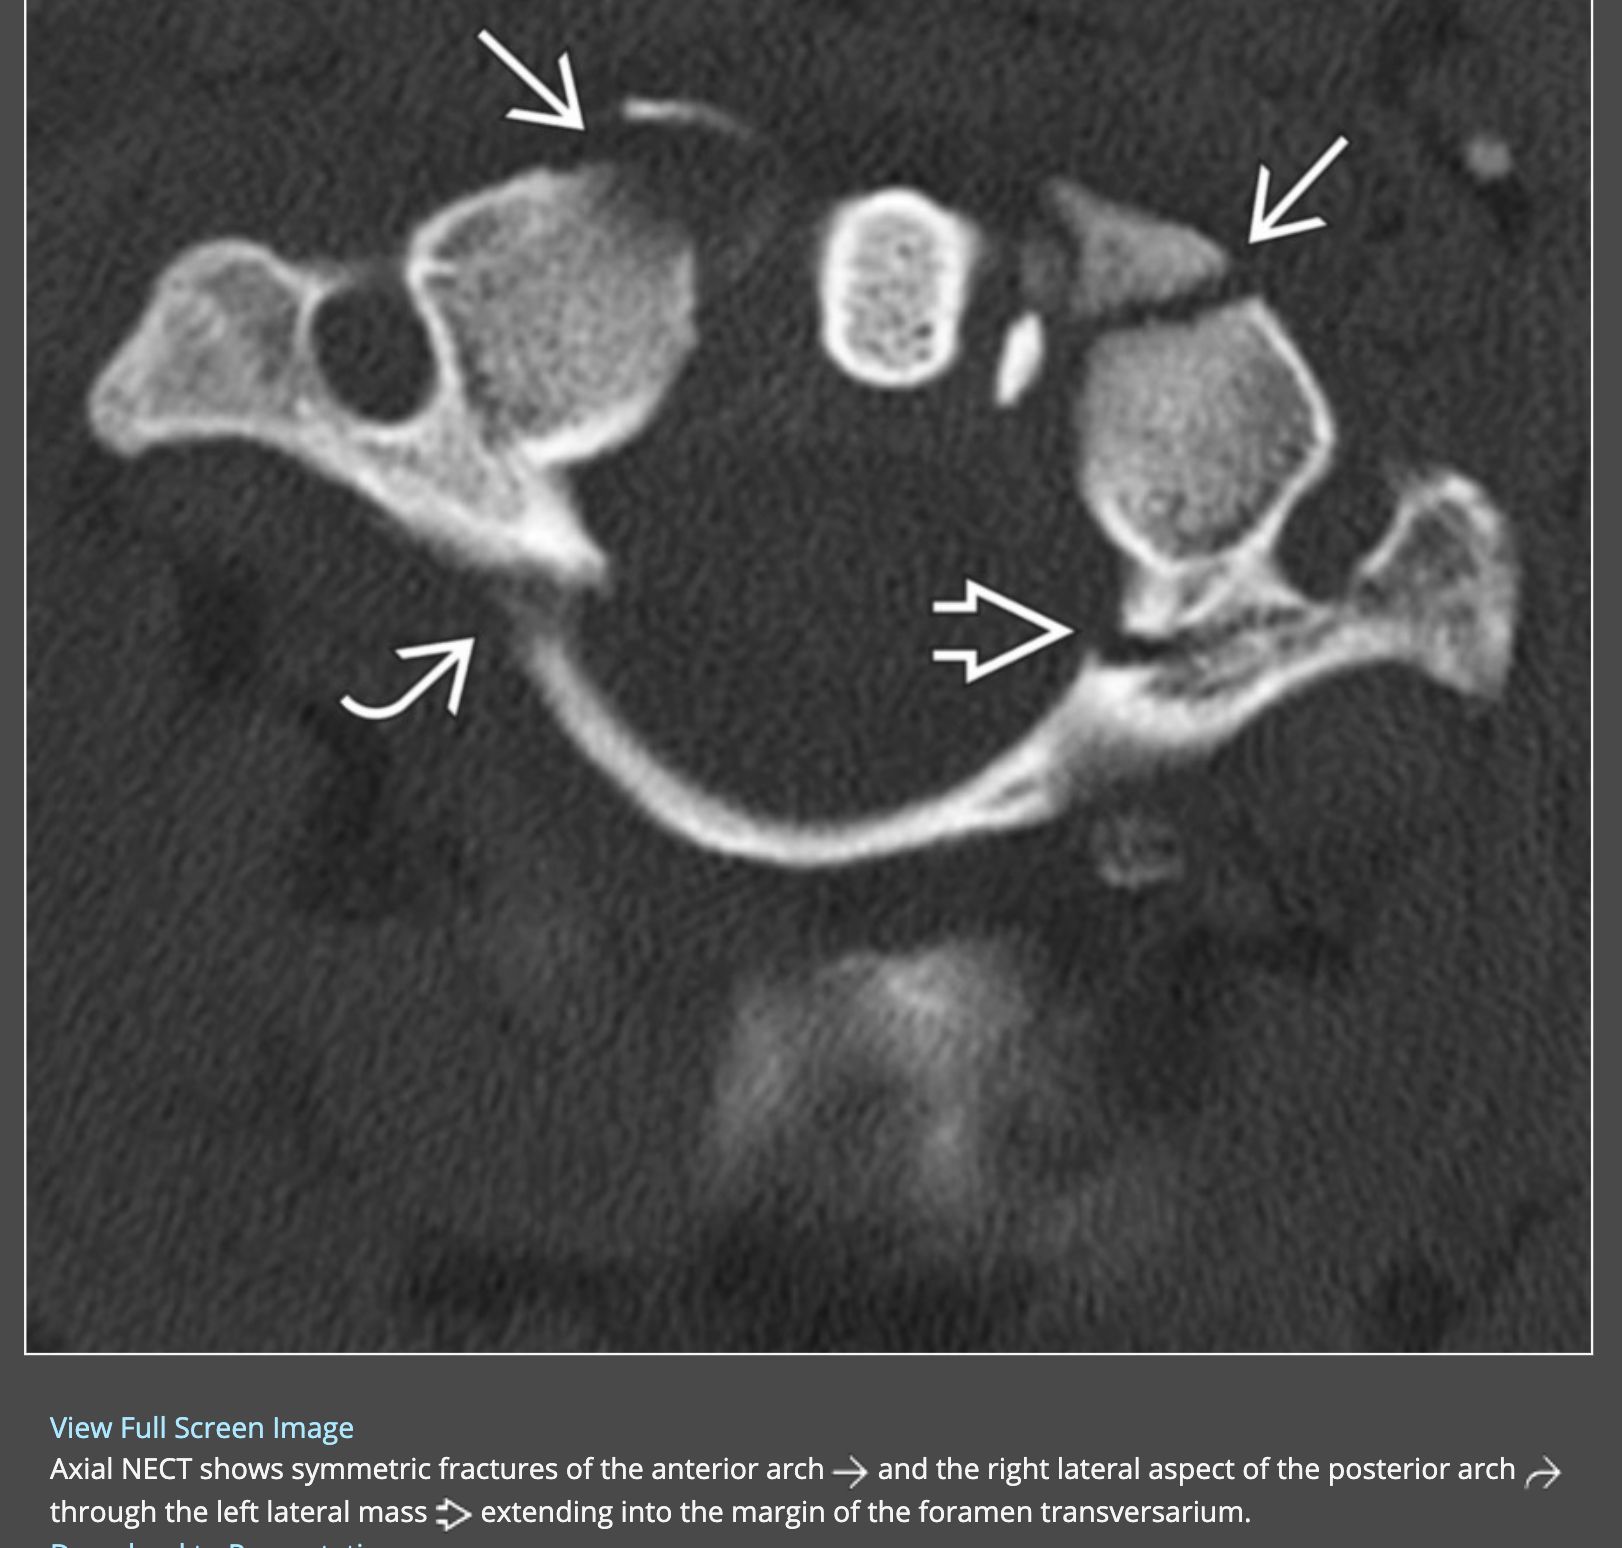 View Full Screen Image
Axial NECT shows symmetric fractures of the anterior arch → and the right lateral aspect of the posterior arch
through the left lateral mass extending into the margin of the foramen transversarium.